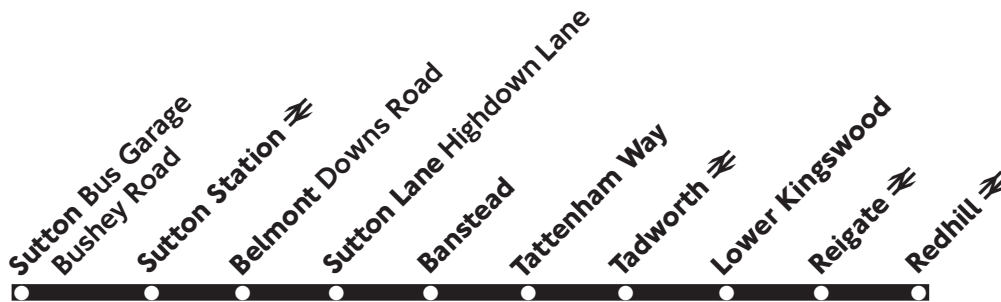 Sutton Bus Garage
Bushey Road
Sutton Station
Belmont Downs Road
Sutton Lane Highdown Lane
Banstead
Tattenham Way
Tadworth
Lower Kingswood
Reigate
Redhill